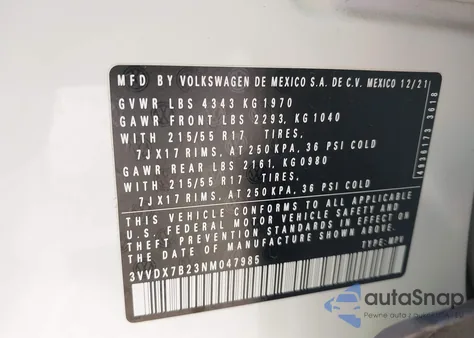 MFD BY VOLKSWAGEN DE MEXICO S.A. DE C.V. MEXICO 12/21
GVWR LBS 4343 KG 1970
GAWR FRONT LBS 2293, KG 1040
WITH 215/55 R17 TIRES,
7JX17 RIMS, AT 250 KPA, 36 PSI COLD
GAWR REAR LBS 2161, KG 0980
WITH 215/55 R17 TIRES,
7JX17 RIMS, AT 250 KPA, 36 PSI COLD
THIS VEHICLE CONFORMS TO ALL APPLICABLE
U.S. FEDERAL MOTOR VEHICLE SAFETY AND
THEFT PREVENTION STANDARDS IN EFFECT ON
THE DATE OF MANUFACTURE SHOWN ABOVE.
3VVDX7B23NM047985 TYPE: MPV
4936173 3618
autoSnap